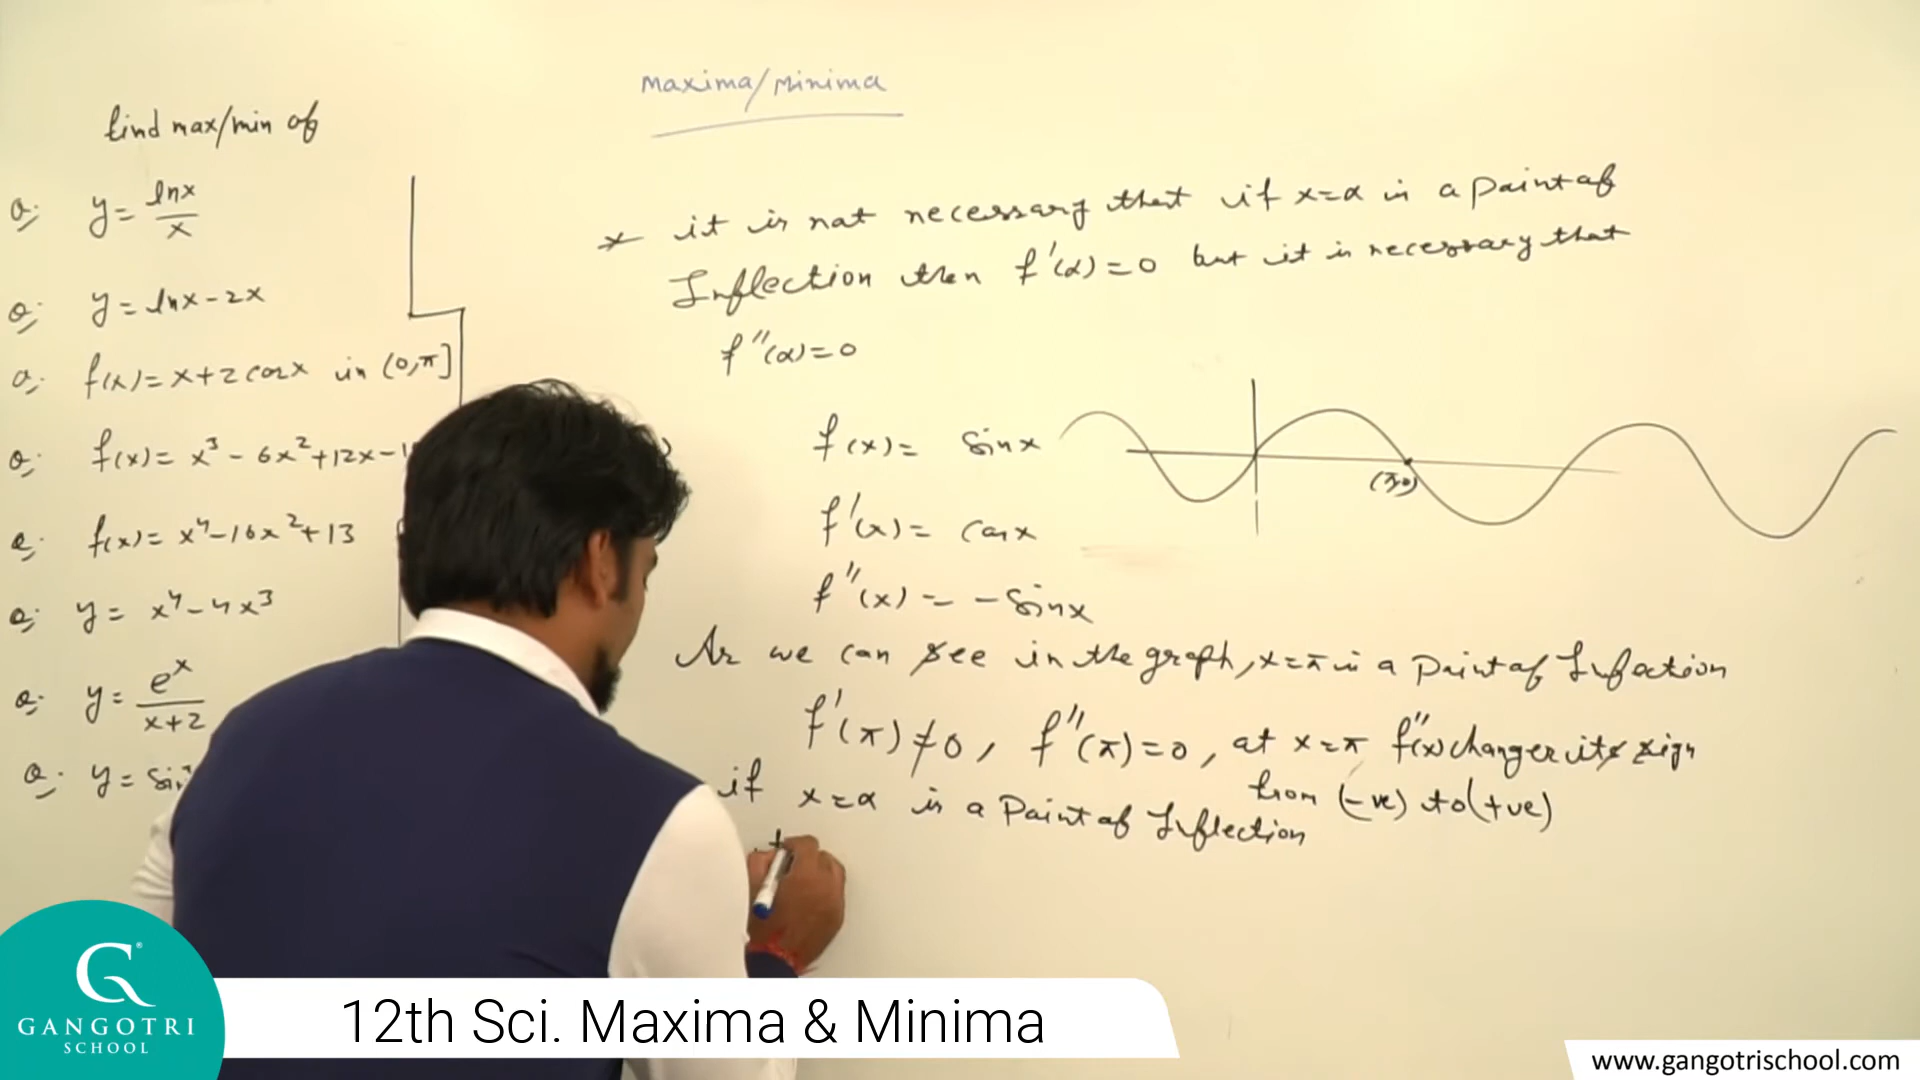 Maxima/Minima
find max/min of
Q: y = lnx/x
Q: y = lnx - 2x
Q: f(x) = x + 2 cosx in (0, π]
Q: f(x) = x³ - 6x² + 12x - 1
Q: f(x) = x⁴ - 16x² + 13
Q: y = x⁴ - 4x³
Q: y = eˣ/x+2
Q: y = sin
* it is not necessary that if x=α is a point of
Inflection then f'(α) = 0 but it is necessary that
f''(α) = 0
f(x) = sinx
(π,0)
f'(x) = cosx
f''(x) = - sinx
As we can see in the graph, x=π is a point of Inflection
f'(π) ≠ 0, f''(π) = 0, at x=π f''(x) changes its sign
from (-ve) to (+ve)
if x=α is a point of Inflection
GANGOTRI
SCHOOL
12th Sci. Maxima & Minima
www.gangotrischool.com